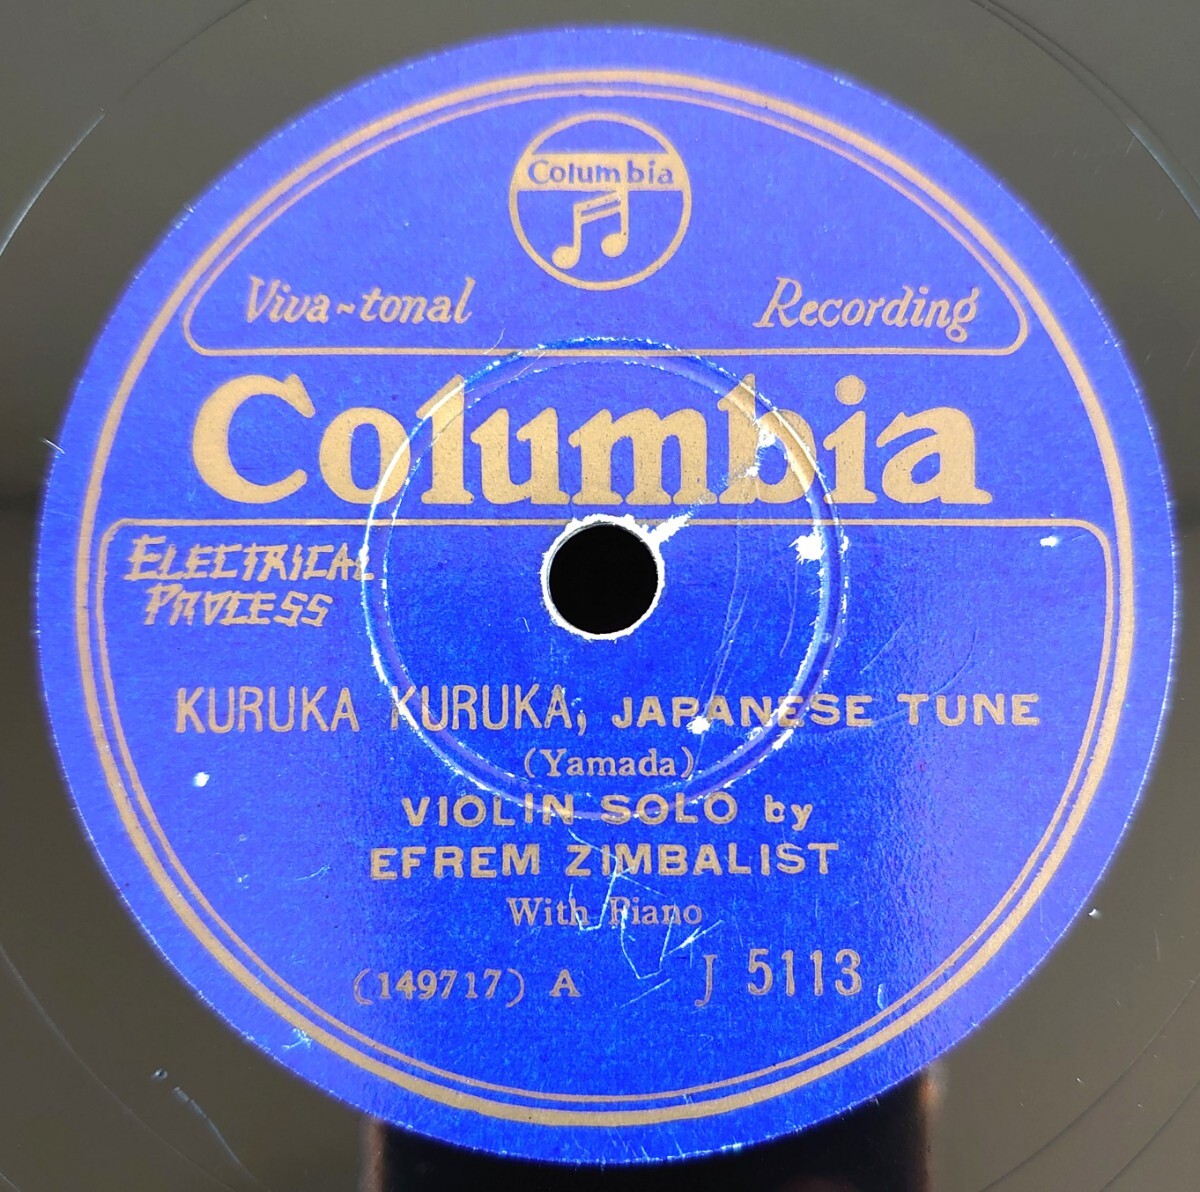 Columbia
Viva-tonal Recording
Columbia
ELECTRICAL
PROCESS
KURUKA KURUKA, JAPANESE TUNE
(Yamada)
VIOLIN SOLO by
EFREM ZIMBALIST
With Piano
(149717) A J 5113